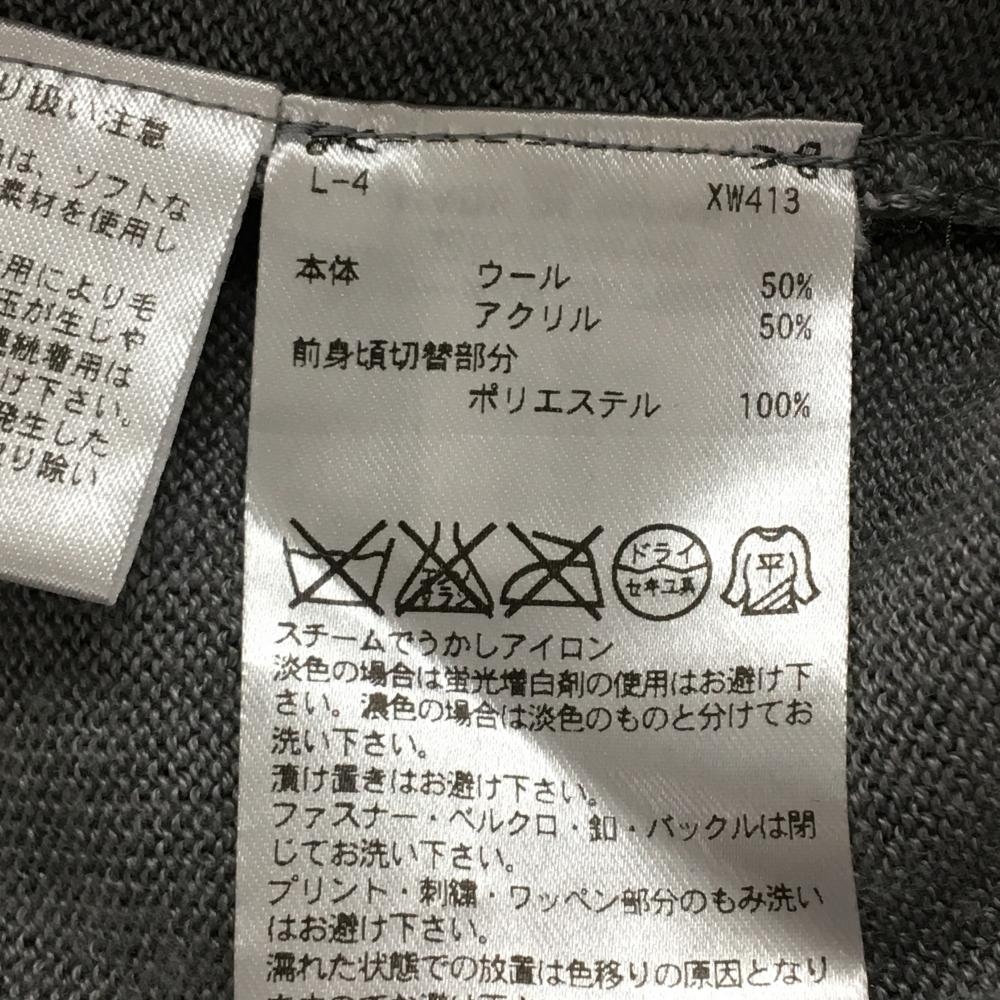 り扱い注意
は、ソフトな
素材を使用し
用により毛
玉が生じや
連続着用は
け下さい。
発生した
り除い
L-4 XW413
本体 ウール 50%
アクリル 50%
前身頃切替部分
ポリエステル 100%
ドライ
セキユ系
平
スチームでうかしアイロン
淡色の場合は蛍光増白剤の使用はお避け下
さい。濃色の場合は淡色のものと分けてお
洗い下さい。
漬け置きはお避け下さい。
ファスナー・ベルクロ・釦・バックルは閉
じてお洗い下さい。
プリント・刺繍・ワッペン部分のもみ洗い
はお避け下さい。
濡れた状態での放置は色移りの原因となり